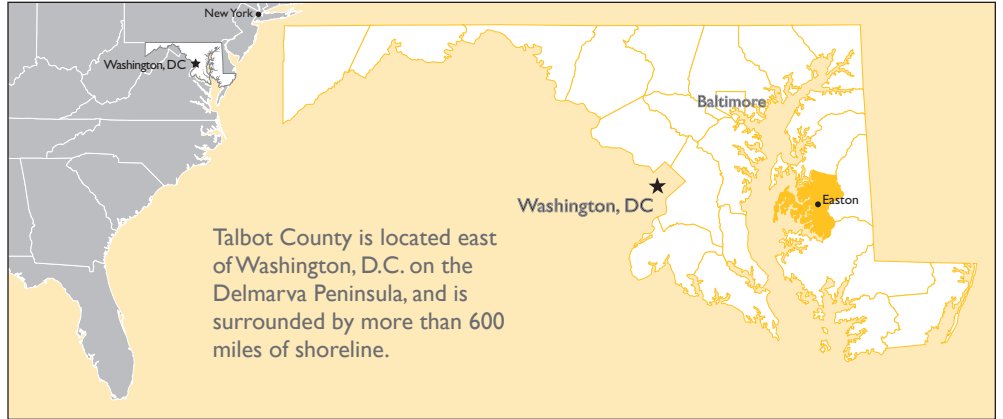 New York
Washington, DC
Baltimore
Washington, DC
Easton
Talbot County is located east
of Washington, D.C. on the
Delmarva Peninsula, and is
surrounded by more than 600
miles of shoreline.